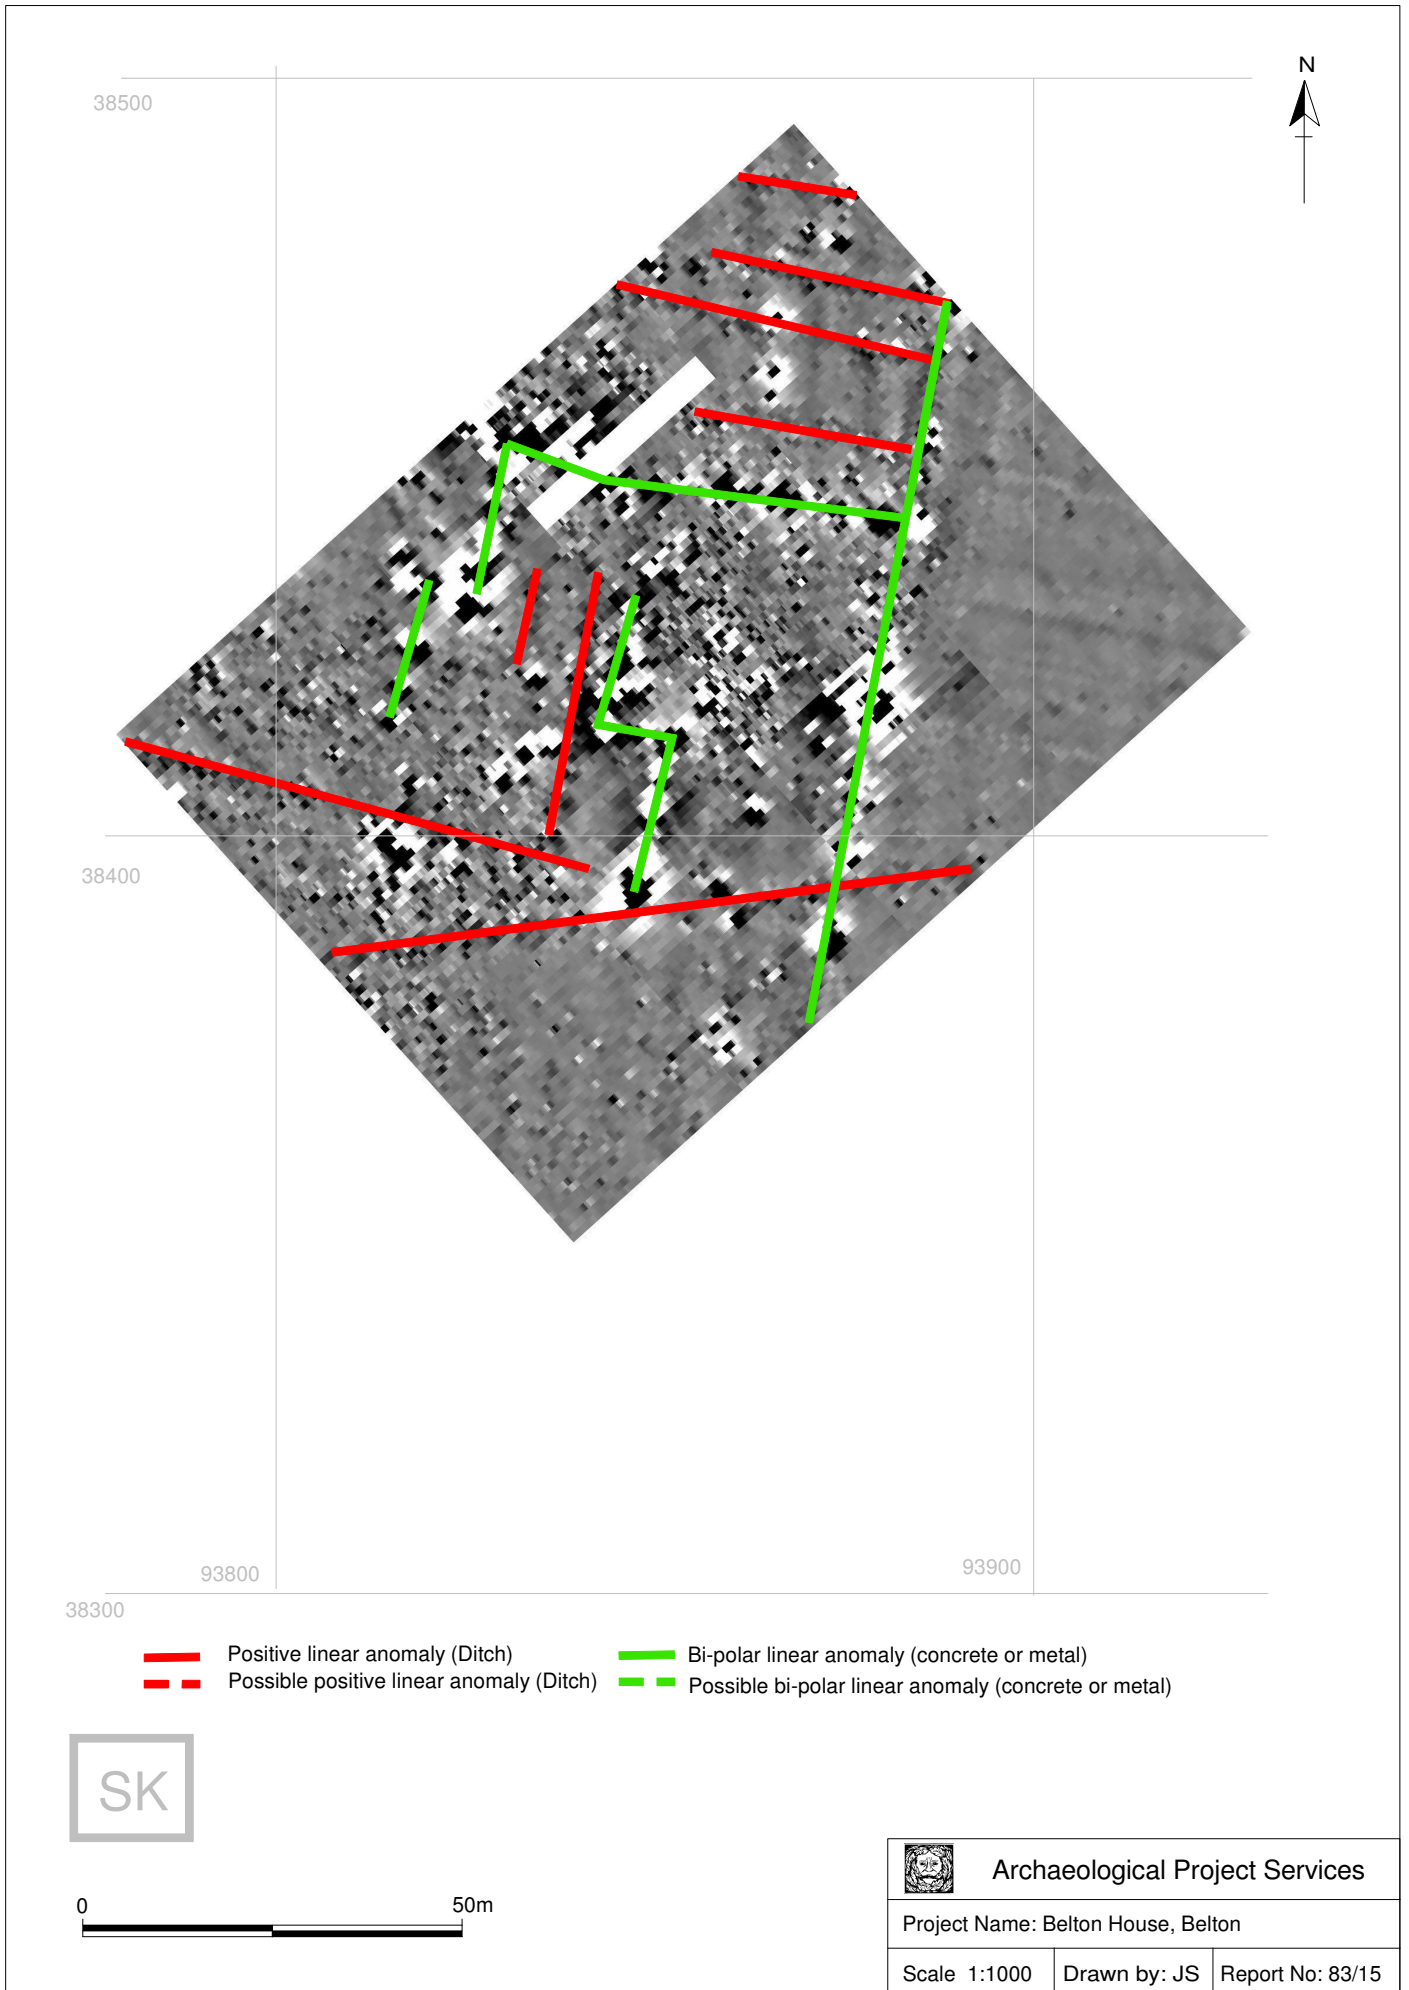 N
38500
38400
93800
93900
38300
Positive linear anomaly (Ditch)
Possible positive linear anomaly (Ditch)
Bi-polar linear anomaly (concrete or metal)
Possible bi-polar linear anomaly (concrete or metal)
SK
0 50m
Archaeological Project Services
Project Name: Belton House, Belton
Scale 1:1000
Drawn by: JS
Report No: 83/15